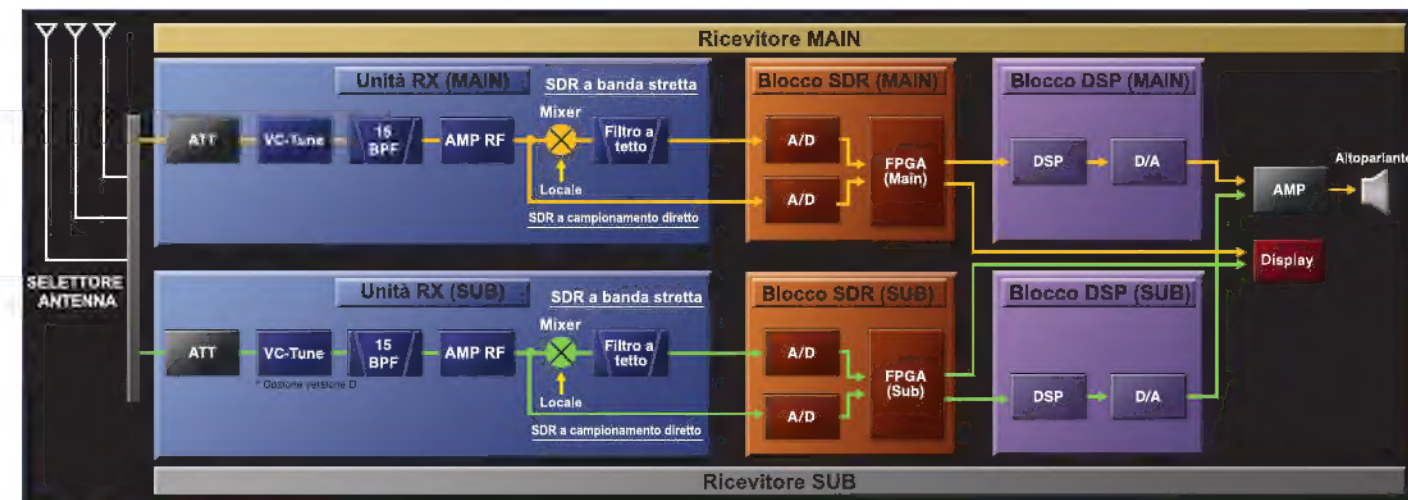 Ricevitore MAIN
Unità RX (MAIN)
SDR a banda stretta
Mixer
ATT
VC-Tune
15
BPF
AMP RF
Filtro a
tetto
Locale
SDR a campionamento diretto
Blocco SDR (MAIN)
A/D
A/D
FPGA
(Main)
Blocco DSP (MAIN)
DSP
D/A
Altoparlante
AMP
Display
SELETTORE
ANTENNA
Unità RX (SUB)
SDR a banda stretta
Mixer
ATT
VC-Tune
* Opzione versione D
15
BPF
AMP RF
Filtro a
tetto
Locale
SDR a campionamento diretto
Blocco SDR (SUB)
A/D
A/D
FPGA
(Sub)
Blocco DSP (SUB)
DSP
D/A
Ricevitore SUB